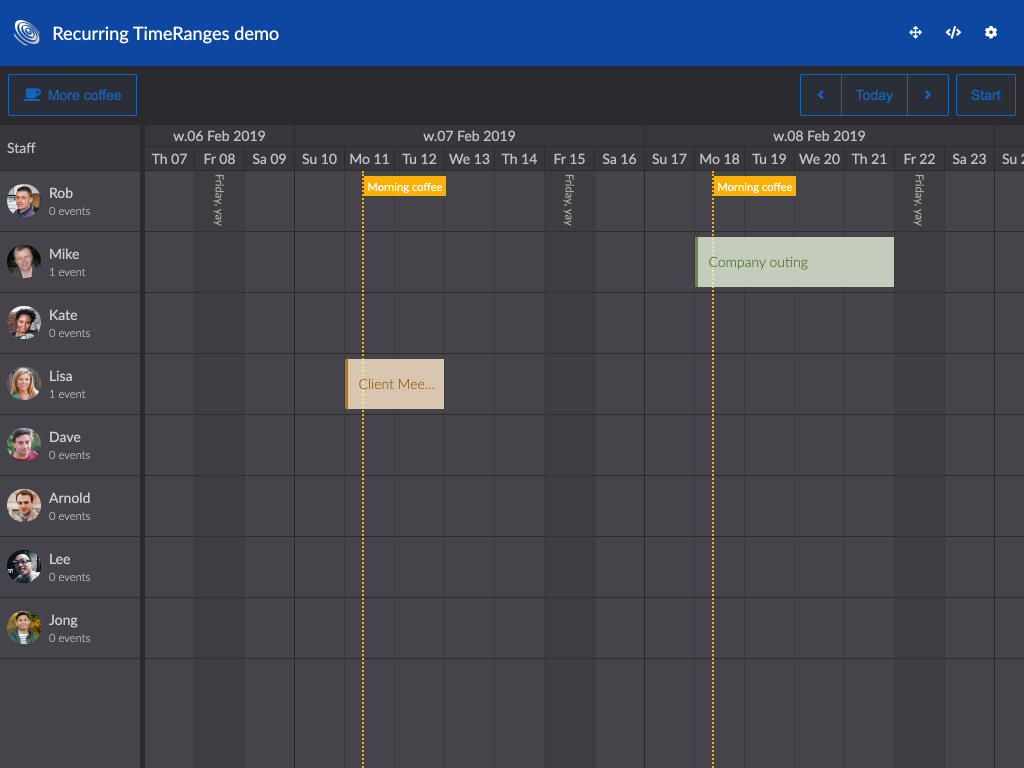 Recurring TimeRanges demo
More coffee
Today
Start
Staff
w.06 Feb 2019
w.07 Feb 2019
w.08 Feb 2019
Th 07 Fr 08 Sa 09 Su 10 Mo 11 Tu 12 We 13 Th 14 Fr 15 Sa 16 Su 17 Mo 18 Tu 19 We 20 Th 21 Fr 22 Sa 23 Su
Friday, yay
Morning coffee
Friday, yay
Morning coffee
Friday, yay
Rob
0 events
Mike
1 event
Company outing
Kate
0 events
Lisa
1 event
Client Mee...
Dave
0 events
Arnold
0 events
Lee
0 events
Jong
0 events